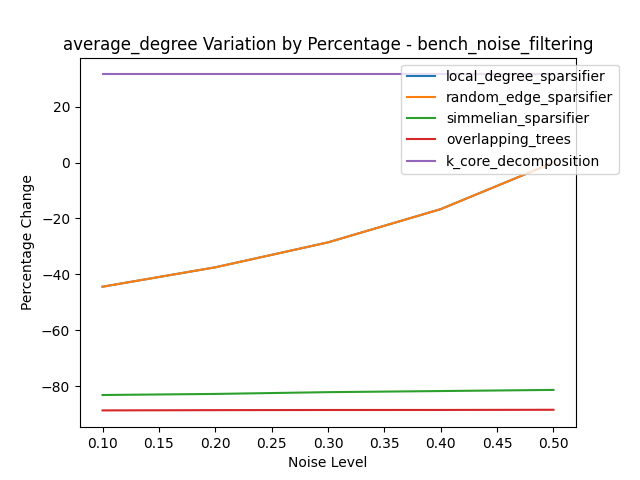 average_degree Variation by Percentage - bench_noise_filtering
local_degree_sparsifier
random_edge_sparsifier
simmelian_sparsifier
overlapping_trees
k_core_decomposition
Percentage Change
20
0
−20
−40
−60
−80
0.10 0.15 0.20 0.25 0.30 0.35 0.40 0.45 0.50
Noise Level